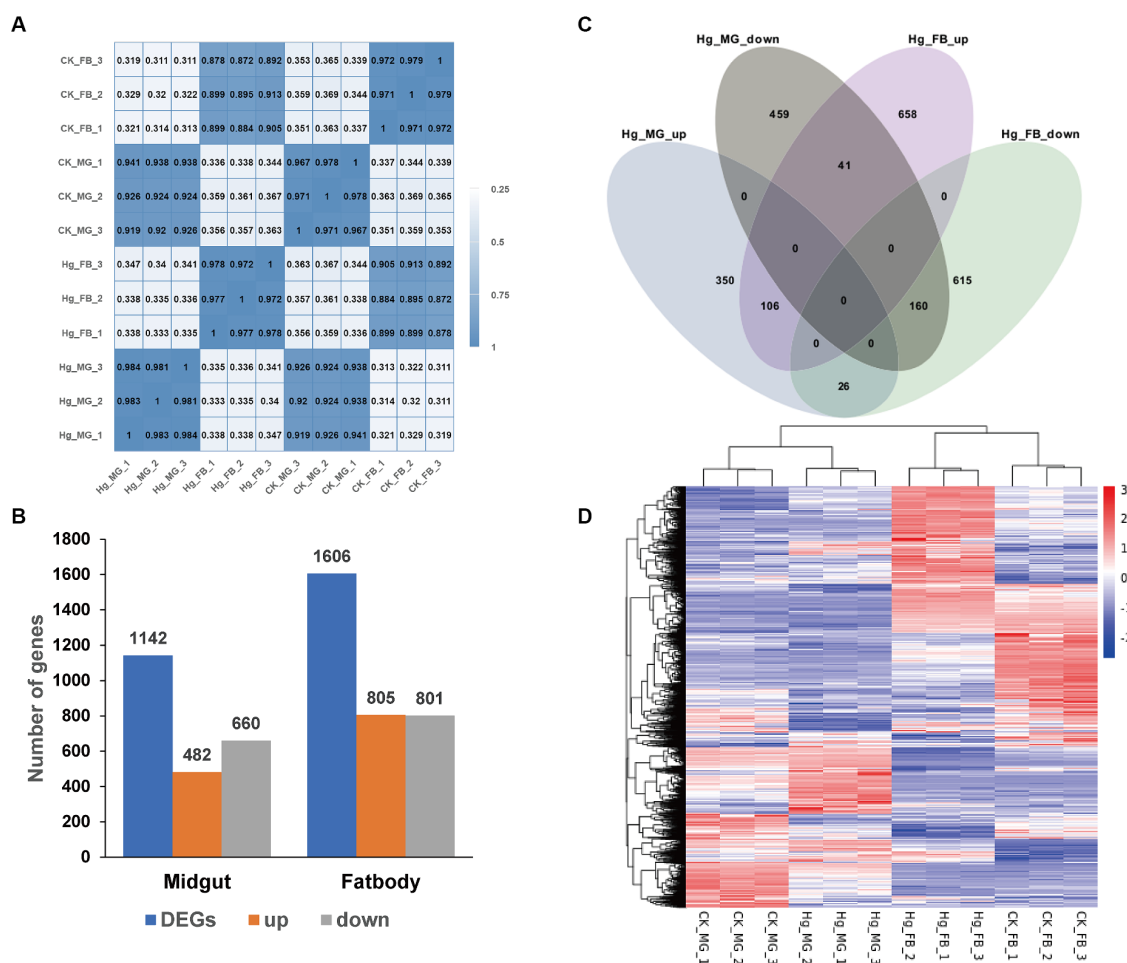 A
CK_FB_3 0.319 0.311 0.311 0.878 0.872 0.892 0.353 0.365 0.339 0.972 0.979 1
CK_FB_2 0.329 0.32 0.322 0.899 0.895 0.913 0.359 0.369 0.344 0.971 1 0.979
CK_FB_1 0.321 0.314 0.313 0.899 0.884 0.905 0.351 0.363 0.337 1 0.971 0.972
CK_MG_1 0.941 0.938 0.938 0.336 0.338 0.344 0.967 0.978 1 0.337 0.344 0.339
CK_MG_2 0.926 0.924 0.924 0.359 0.361 0.367 0.971 1 0.978 0.363 0.369 0.365
CK_MG_3 0.919 0.92 0.926 0.356 0.357 0.363 1 0.971 0.967 0.351 0.359 0.353
Hg_FB_3 0.347 0.34 0.341 0.978 0.972 1 0.363 0.367 0.344 0.905 0.913 0.892
Hg_FB_2 0.338 0.335 0.336 0.977 1 0.972 0.357 0.361 0.338 0.884 0.895 0.872
Hg_FB_1 0.338 0.333 0.335 1 0.977 0.978 0.356 0.359 0.336 0.899 0.899 0.878
Hg_MG_3 0.984 0.981 1 0.335 0.336 0.341 0.926 0.924 0.938 0.313 0.322 0.311
Hg_MG_2 0.983 1 0.981 0.333 0.335 0.34 0.92 0.924 0.938 0.314 0.32 0.311
Hg_MG_1 1 0.983 0.984 0.338 0.338 0.347 0.919 0.926 0.941 0.321 0.329 0.319
Hg_MG_1 Hg_MG_2 Hg_MG_3 Hg_FB_1 Hg_FB_2 Hg_FB_3 CK_MG_3 CK_MG_2 CK_MG_1 CK_FB_1 CK_FB_2 CK_FB_3
0.25
0.5
0.75
1
B
Number of genes
1800
1600
1400
1200
1000
800
600
400
200
0
1142 482 660
1606 805 801
Midgut Fatbody
DEGs up down
C
Hg_MG_down Hg_FB_up
Hg_MG_up Hg_FB_down
459 658
41
0 0
0 0
350 615
106 0 160
0 0
26
D
3
2
1
0
-1
-2
CK_MG_1 CK_MG_2 CK_MG_3 Hg_MG_2 Hg_MG_1 Hg_MG_3 Hg_FB_2 Hg_FB_1 Hg_FB_3 CK_FB_1 CK_FB_2 CK_FB_3